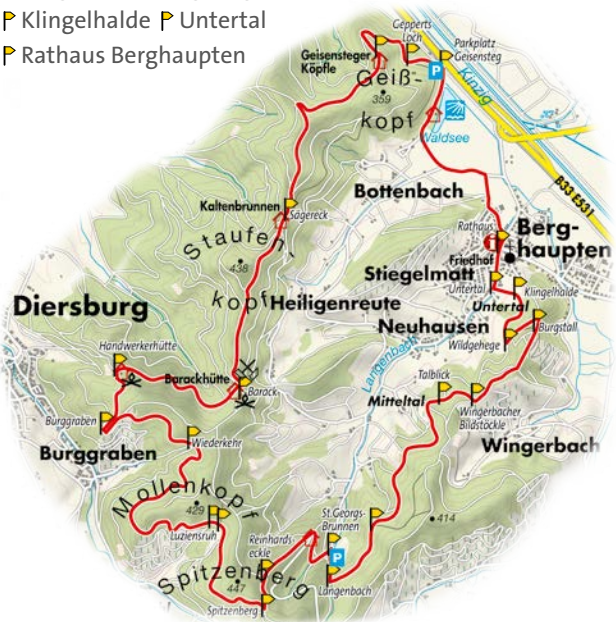 Klingelhalde Untertal
Rathaus Berghaupten
Gepperts
Loch
Parkplatz
Geisensteg
Geisensteger
Köpfle
P
Geiß-
kopf
359
Kinzig
Waldsee
B33 E531
Bottenbach
Kaltenbrunnen
Sägereck
Staufen-
kopf
438
Rathaus
Berg-
haupten
Friedhof
Stiegelmatt
Untertal
Klingelhalde
Untertal
Heiligenreute
Diersburg
Neuhausen
Burgstall
Wildgehege
Langenbach
Handwerkerhütte
Barackhütte
Barack
Talblick
Mitteltal
Wingerbacher
Bildstöckle
Burggraben
Wiederkehr
Burggraben
Wingerbach
Mollenkopf
429
Luziensruh
St.Georgs-
Brunnen
414
Reinhards-
eckle
P
Spitzenberg
447
Langenbach
Spitzenberg